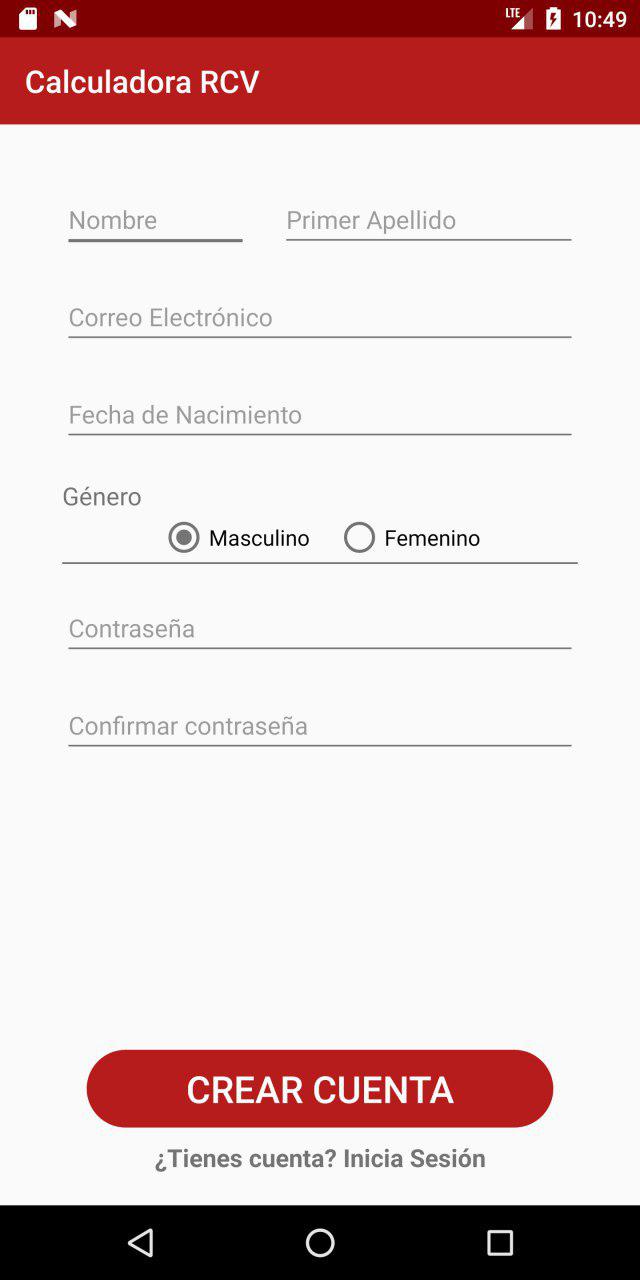 LTE 10:49
Calculadora RCV
Nombre Primer Apellido
Correo Electrónico
Fecha de Nacimiento
Género
Masculino Femenino
Contraseña
Confirmar contraseña
CREAR CUENTA
¿Tienes cuenta? Inicia Sesión